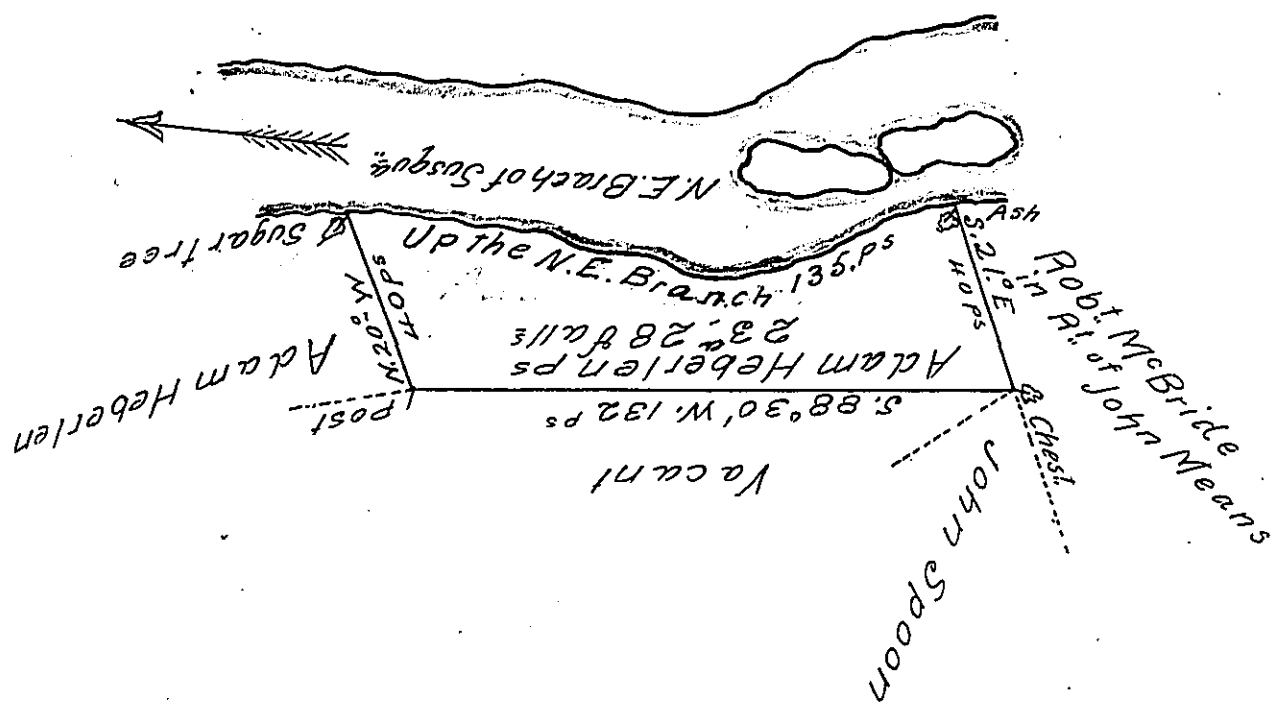 N.E. Brach of Susqu.ª
Sugar tree
Up the N.E. Branch 135. Ps
Ash
S. 21.° E
40 ps
N. 20.° W.
40 ps
Robt. McBride
in Rt. of John Means
Adam Heberlen ps
23ª. 28 & alls
S. 88° 30' W. 132 ps
Post
Chest.
Adam Heberlen
Vacant
John Spoon